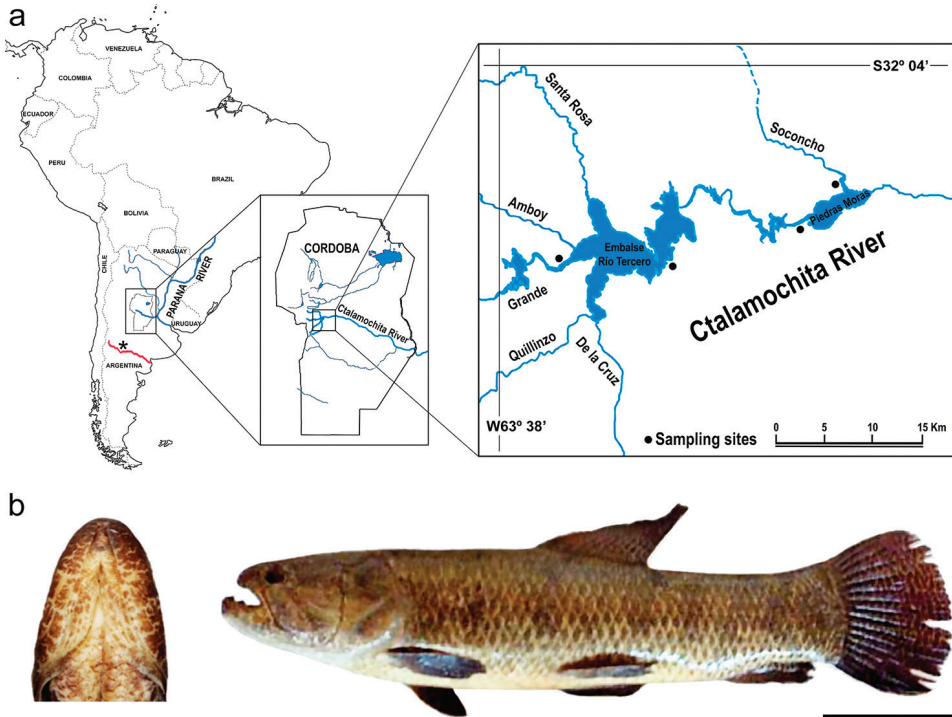 a
VENEZUELA
COLOMBIA
ECUADOR
PERU
BRAZIL
BOLIVIA
PARAGUAY
CHILE
PARANA
RIVER
URUGUAY
*
ARGENTINA
CORDOBA
Ctalamochita River
S32º 04'
Santa Rosa
Soconcho
Amboy
Piedras Moras
Embalse
Río Tercero
Grande
Ctalamochita River
Quillinzo
De la Cruz
W63º 38'
Sampling sites
0 5 10 15 Km
b